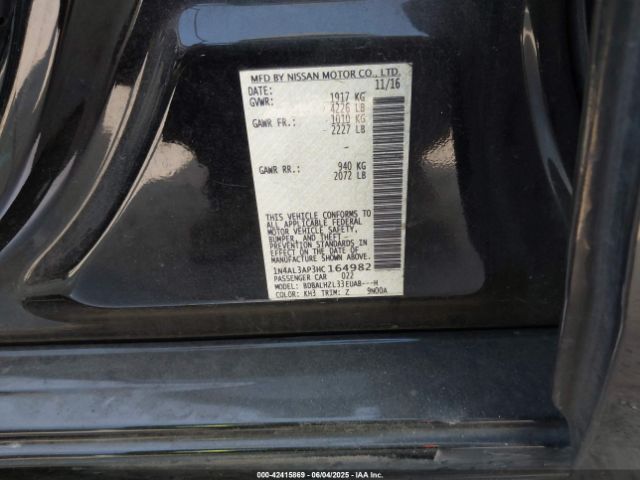 MFD BY NISSAN MOTOR CO., LTD.
DATE: 11/16
GVWR: 1917 KG
4226 LB
GAWR FR.: 1010 KG
2227 LB
GAWR RR.: 940 KG
2072 LB
THIS VEHICLE CONFORMS TO
ALL APPLICABLE FEDERAL
MOTOR VEHICLE SAFETY,
BUMPER, AND THEFT
PREVENTION STANDARDS
IN EFFECT ON THE DATE OF
MANUFACTURE SHOWN ABOVE.
1N4AL3AP3HC164982
PASSENGER CAR 022
MODEL: BDBALHZL33EUAB---H
COLOR: KH3 TRIM: Z 9N00A
000-42415869 - 06/04/2025 - IAA Inc.